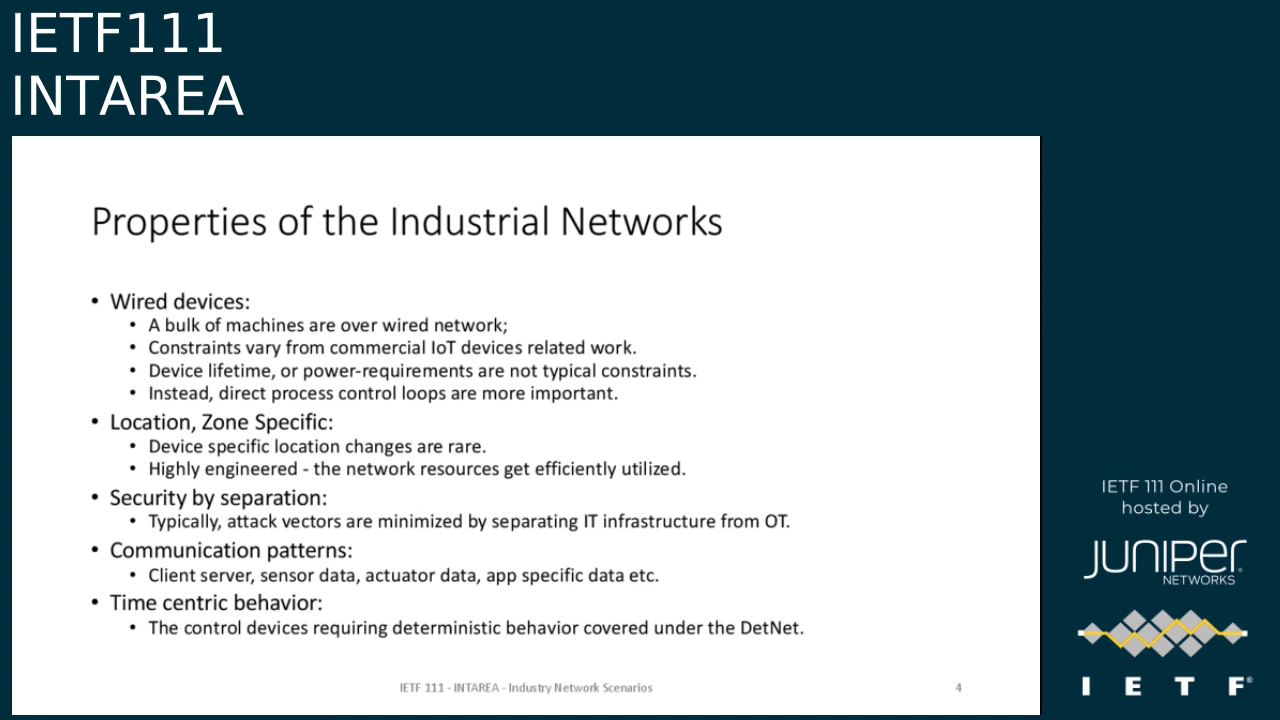 IETF111
INTAREA
Properties of the Industrial Networks
• Wired devices:
• A bulk of machines are over wired network;
• Constraints vary from commercial IoT devices related work.
• Device lifetime, or power-requirements are not typical constraints.
• Instead, direct process control loops are more important.
• Location, Zone Specific:
• Device specific location changes are rare.
• Highly engineered - the network resources get efficiently utilized.
• Security by separation:
• Typically, attack vectors are minimized by separating IT infrastructure from OT.
• Communication patterns:
• Client server, sensor data, actuator data, app specific data etc.
• Time centric behavior:
• The control devices requiring deterministic behavior covered under the DetNet.
IETF 111 - INTAREA - Industry Network Scenarios
4
IETF 111 Online
hosted by
JUNIPER
NETWORKS
I E T F®